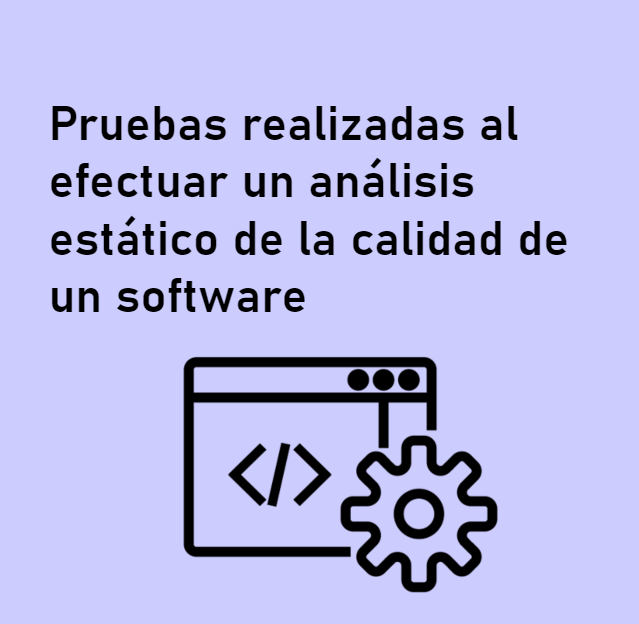 Pruebas realizadas al
efectuar un análisis
estático de la calidad de
un software
</>